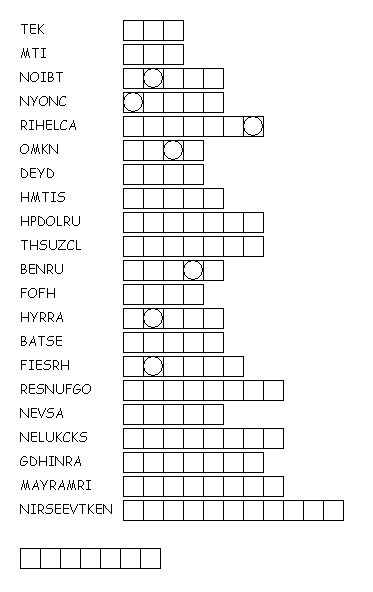 TEK
MTI
NOIBT
NYONC
RIHELCA
OMKN
DEYD
HMTIS
HPDOLRU
THSUZCL
BENRU
FOFH
HYRRA
BATSE
FIESRH
RESNUFGO
NEVSA
NELUKCKS
GDHINRA
MAYRAMRI
NIRSEEVTKEN